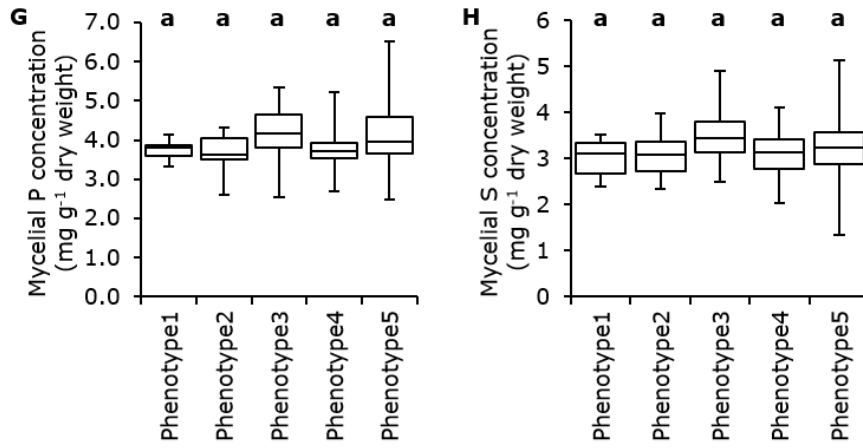 G
a a a a a
7.0
6.0
5.0
4.0
3.0
2.0
1.0
0.0
Mycelial P concentration
(mg g⁻¹ dry weight)
Phenotype1
Phenotype2
Phenotype3
Phenotype4
Phenotype5
H
a a a a a
6
5
4
3
2
1
0
Mycelial S concentration
(mg g⁻¹ dry weight)
Phenotype1
Phenotype2
Phenotype3
Phenotype4
Phenotype5